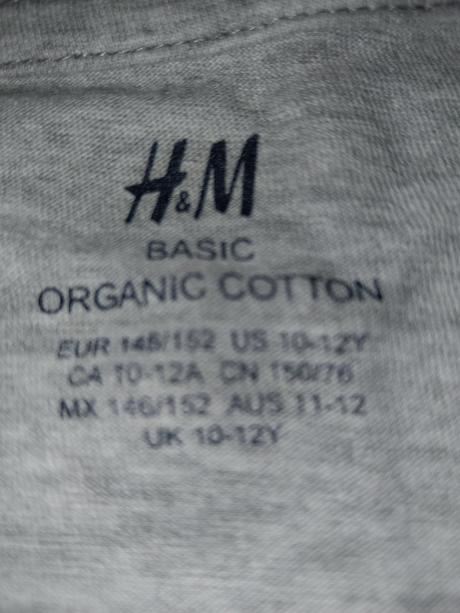 H&M
BASIC
ORGANIC COTTON
EUR 146/152 US 10-12Y
CA 10-12A CN 150/76
MX 146/152 AUS 11-12
UK 10-12Y